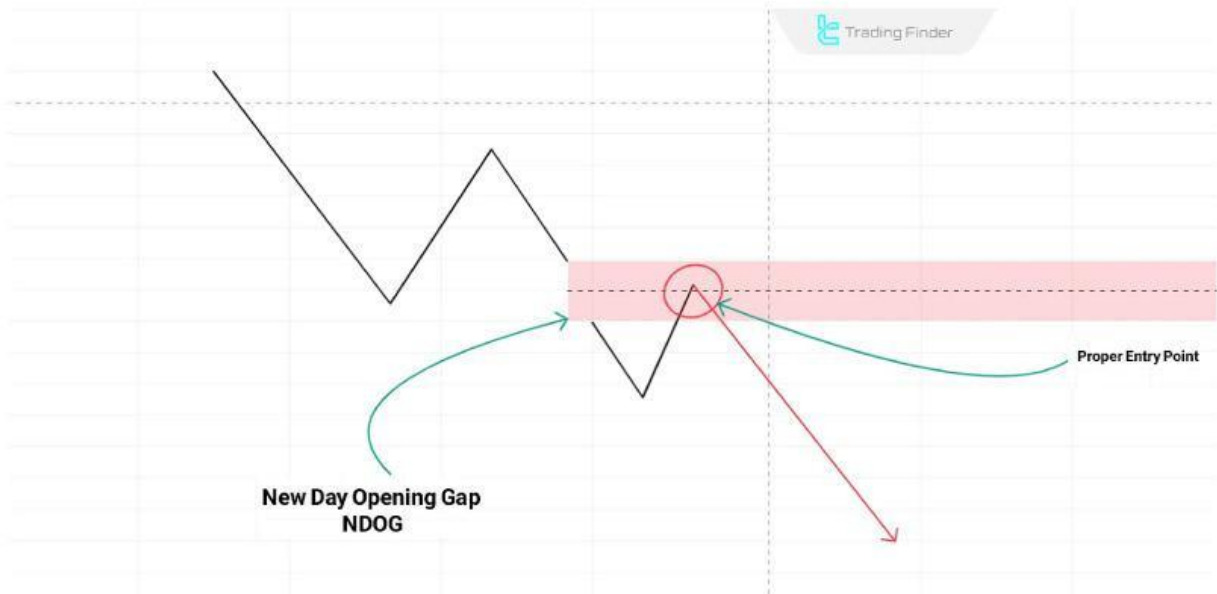 Trading Finder
Proper Entry Point
New Day Opening Gap
NDOG